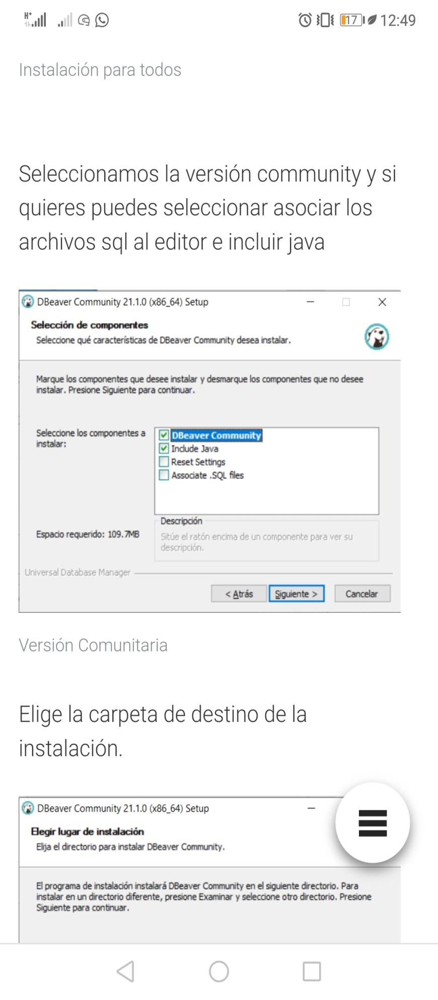 H+
17
12:49
Instalación para todos
Seleccionamos la versión community y si
quieres puedes seleccionar asociar los
archivos sql al editor e incluir java
DBeaver Community 21.1.0 (x86_64) Setup
Selección de componentes
Seleccione qué características de DBeaver Community desea instalar.
Marque los componentes que desee instalar y desmarque los componentes que no desee
instalar. Presione Siguiente para continuar.
Seleccione los componentes a
instalar:
DBeaver Community
Include Java
Reset Settings
Associate .SQL files
Espacio requerido: 109.7MB
Descripción
Sitúe el ratón encima de un componente para ver su
descripción.
Universal Database Manager
< Atrás
Siguiente >
Cancelar
Versión Comunitaria
Elige la carpeta de destino de la
instalación.
DBeaver Community 21.1.0 (x86_64) Setup
Elegir lugar de instalación
Elija el directorio para instalar DBeaver Community.
El programa de instalación instalará DBeaver Community en el siguiente directorio. Para
instalar en un directorio diferente, presione Examinar y seleccione otro directorio. Presione
Siguiente para continuar.